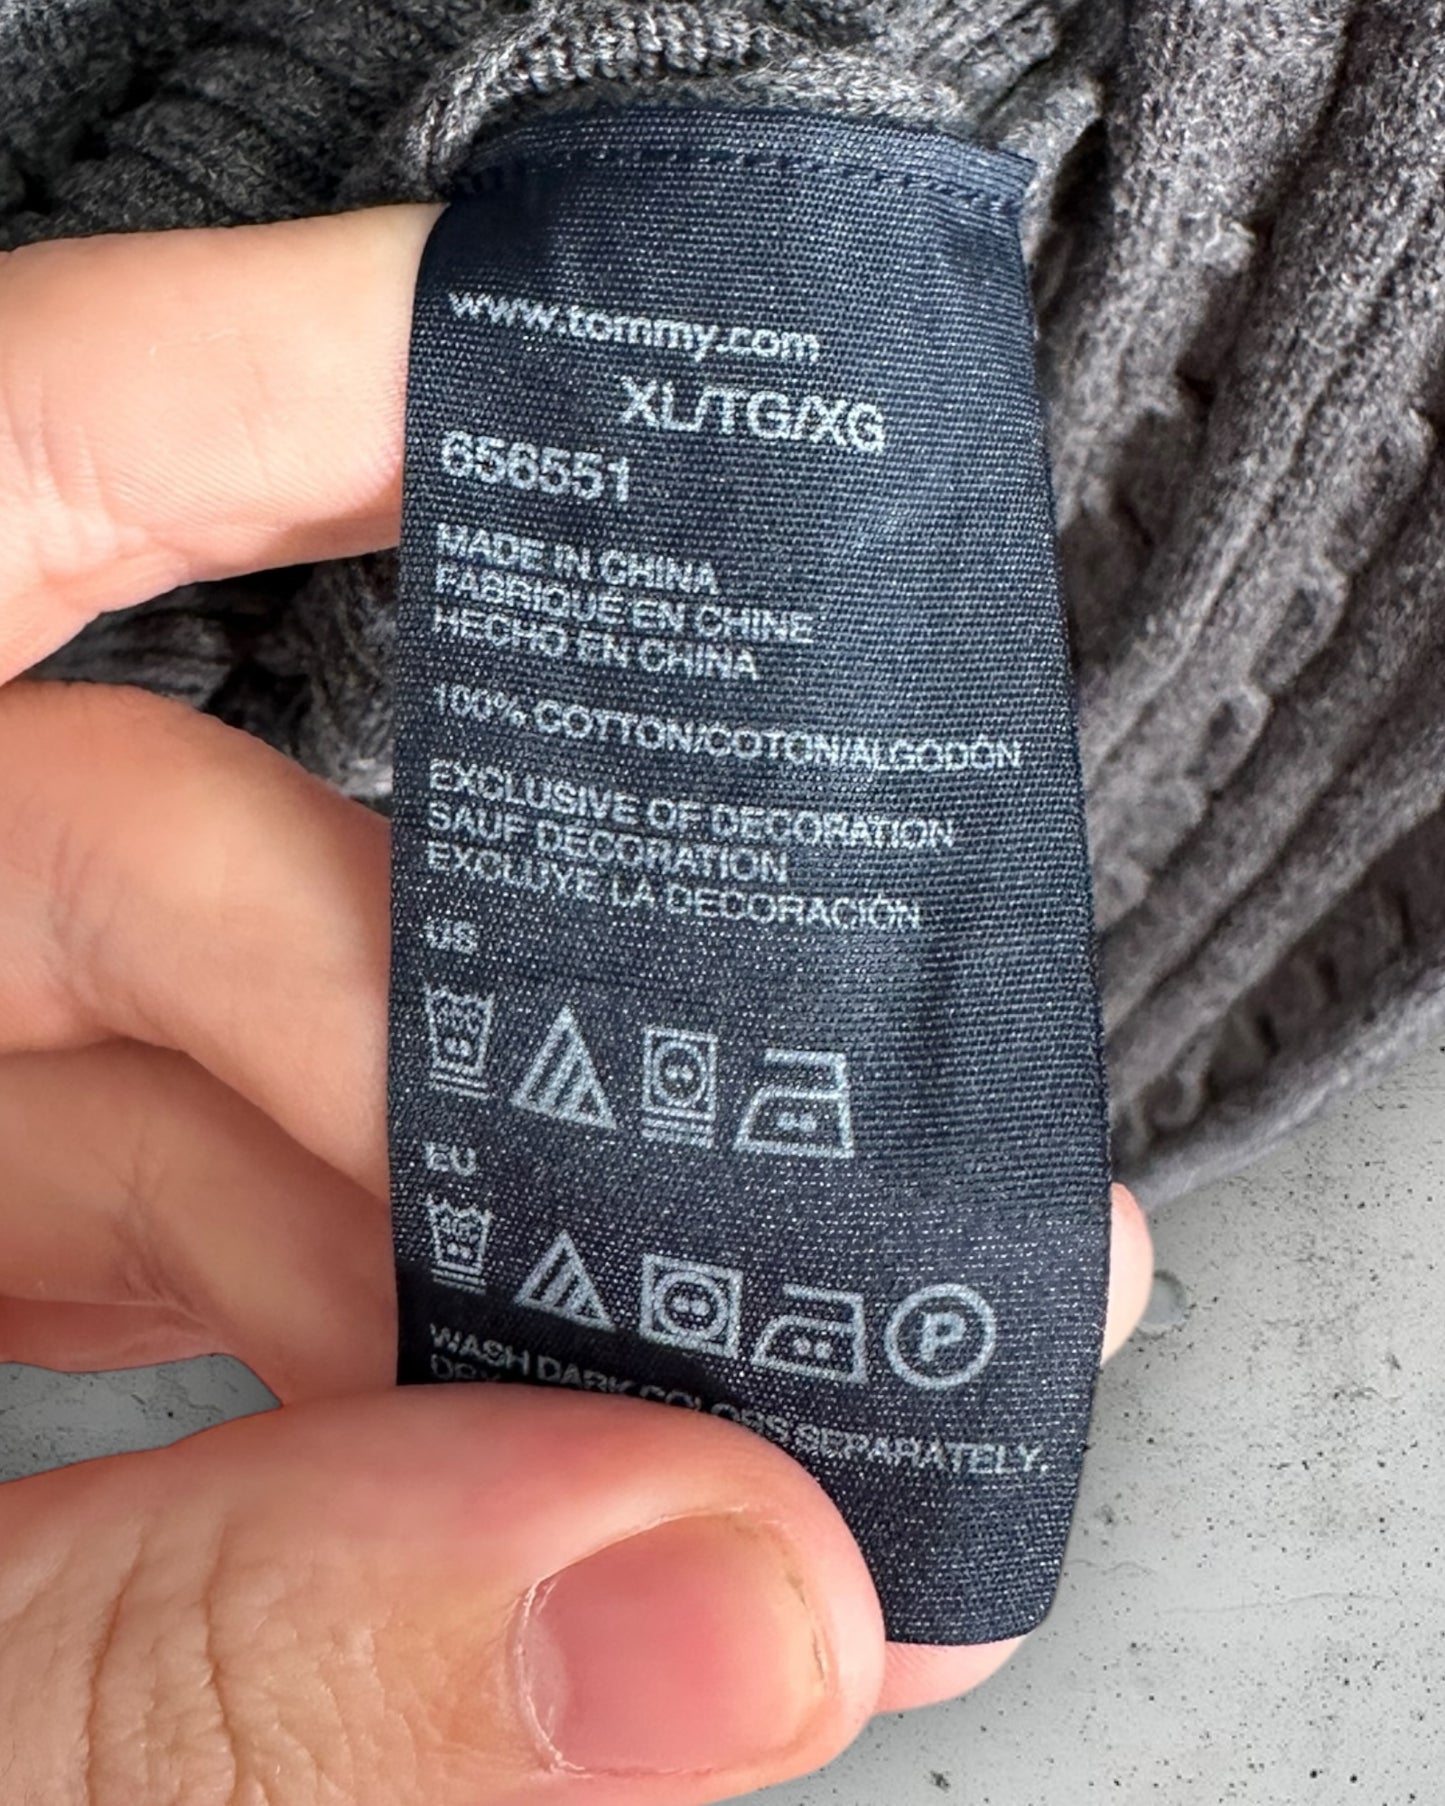 www.tommy.com
XL/TG/XG
656551
MADE IN CHINA
FABRIQUÉ EN CHINE
HECHO EN CHINA
100% COTTON/COTON/ALGODÓN
EXCLUSIVE OF DECORATION
SAUF DÉCORATION
EXCLUYE LA DECORACIÓN
US
EU
40°
P
WASH DARK COLORS SEPARATELY.